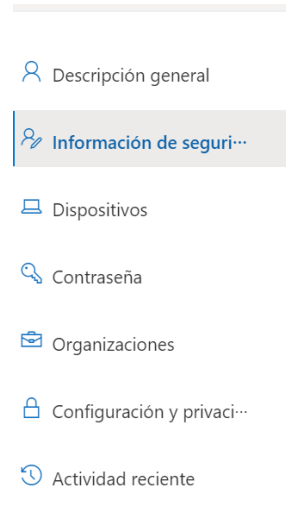 Descripción general
Información de seguri···
Dispositivos
Contraseña
Organizaciones
Configuración y privaci···
Actividad reciente